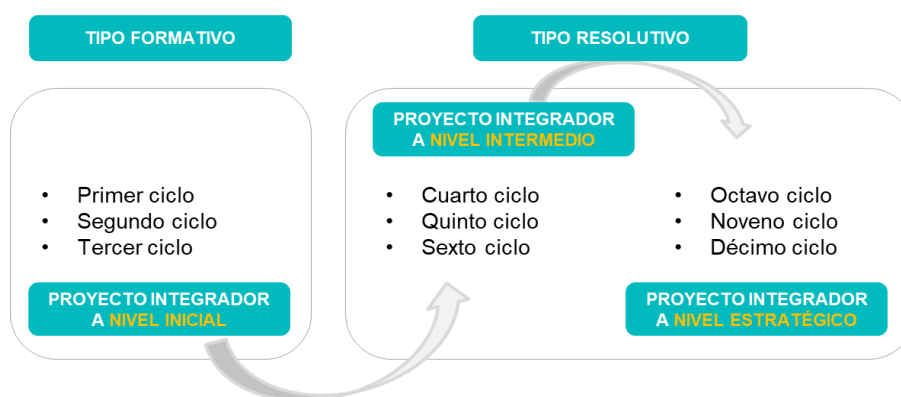 TIPO FORMATIVO
TIPO RESOLUTIVO
• Primer ciclo
• Segundo ciclo
• Tercer ciclo
PROYECTO INTEGRADOR
A NIVEL INICIAL
PROYECTO INTEGRADOR
A NIVEL INTERMEDIO
• Cuarto ciclo
• Quinto ciclo
• Sexto ciclo
• Octavo ciclo
• Noveno ciclo
• Décimo ciclo
PROYECTO INTEGRADOR
A NIVEL ESTRATÉGICO